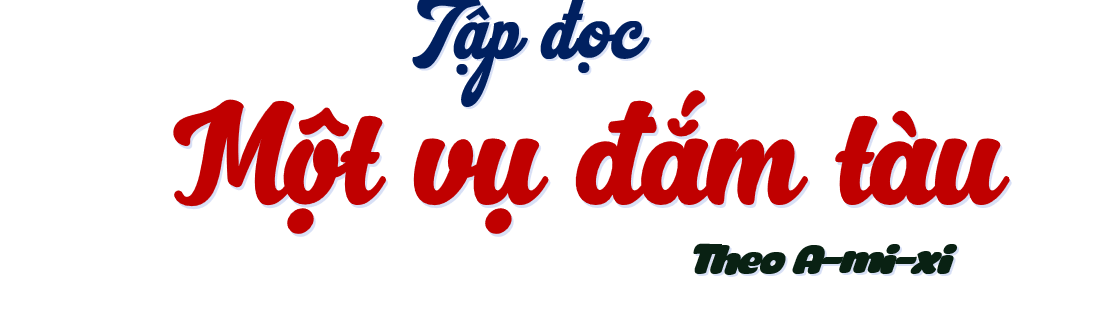 Tập đọc
Một vụ đắm tàu
Theo A-mi-xi